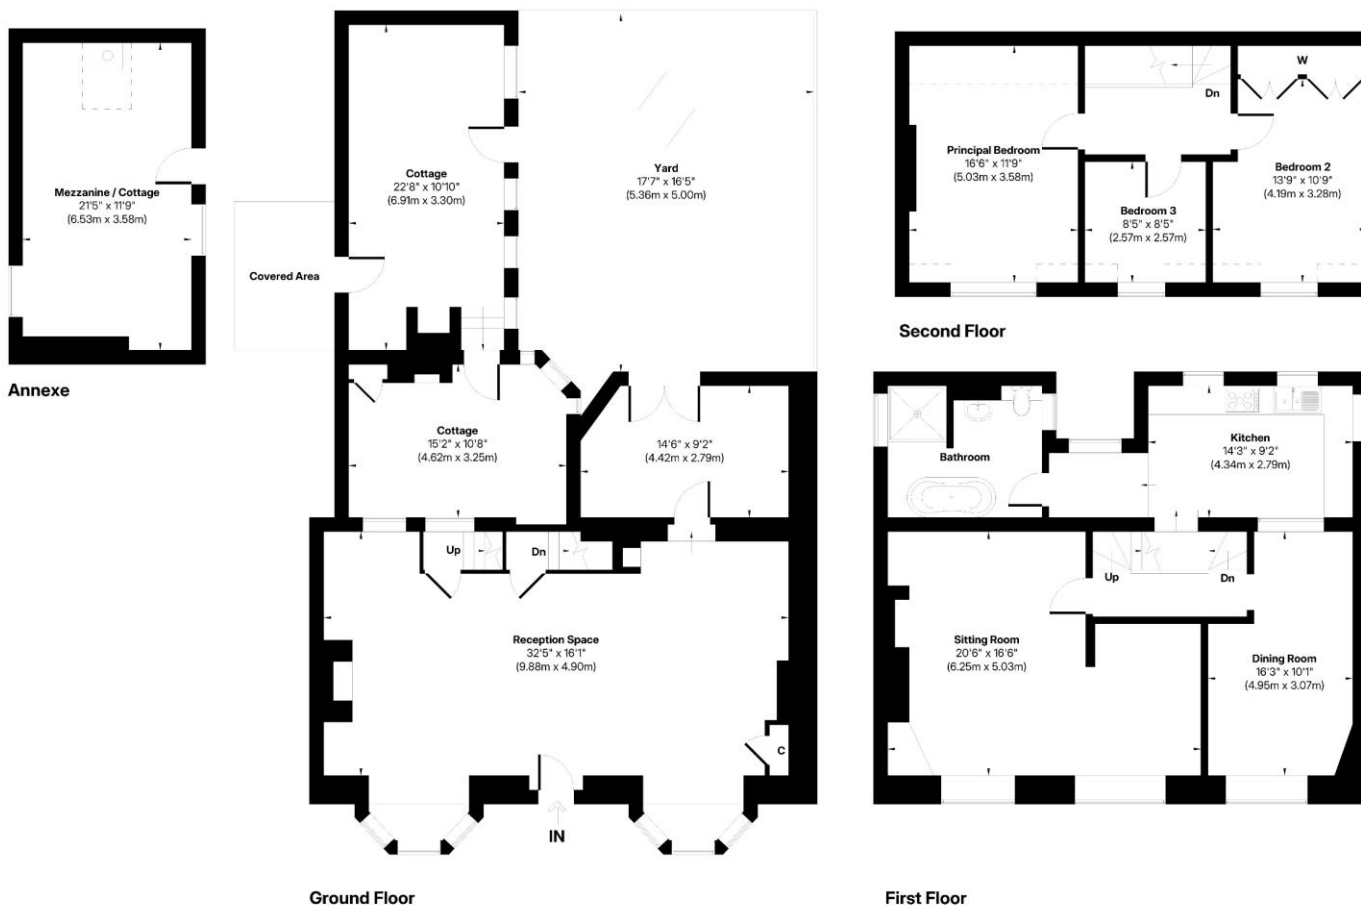 Mezzanine / Cottage
21'5" x 11'9"
(6.53m x 3.58m)
Annexe
Cottage
22'8" x 10'10"
(6.91m x 3.30m)
Yard
17'7" x 16'5"
(5.36m x 5.00m)
Covered Area
Cottage
15'2" x 10'8"
(4.62m x 3.25m)
14'6" x 9'2"
(4.42m x 2.79m)
Up
Dn
Reception Space
32'5" x 16'1"
(9.88m x 4.90m)
C
IN
Ground Floor
W
Dn
Principal Bedroom
16'6" x 11'9"
(5.03m x 3.58m)
Bedroom 2
13'9" x 10'9"
(4.19m x 3.28m)
Bedroom 3
8'5" x 8'5"
(2.57m x 2.57m)
Second Floor
Kitchen
14'3" x 9'2"
(4.34m x 2.79m)
Bathroom
Up
Dn
Sitting Room
20'6" x 16'6"
(6.25m x 5.03m)
Dining Room
16'3" x 10'1"
(4.95m x 3.07m)
First Floor